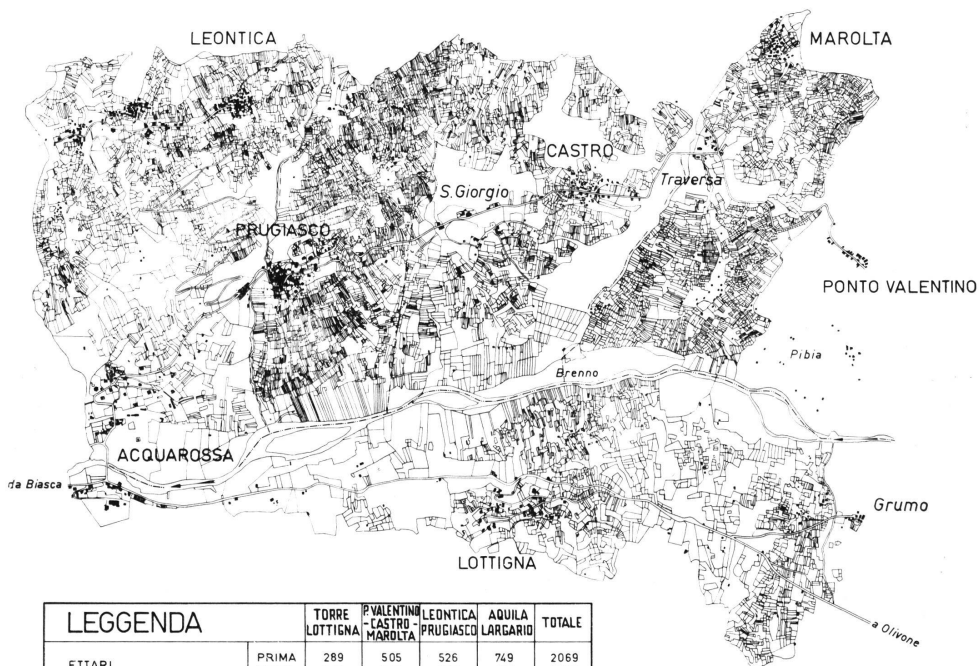 LEONTICA
MAROLTA
CASTRO
S.Giorgio
Traversa
PRUGIASCO
PONTO VALENTINO
Pibia
Brenno
ACQUAROSSA
da Biasca
Grumo
LOTTIGNA
a Olivone
LEGGENDA TORRE LOTTIGNA P.VALENTINO -CASTRO- MAROLTA LEONTICA PRUGIASCO AQUILA LARGARIO TOTALE
ETTARI PRIMA 289 505 526 749 2069